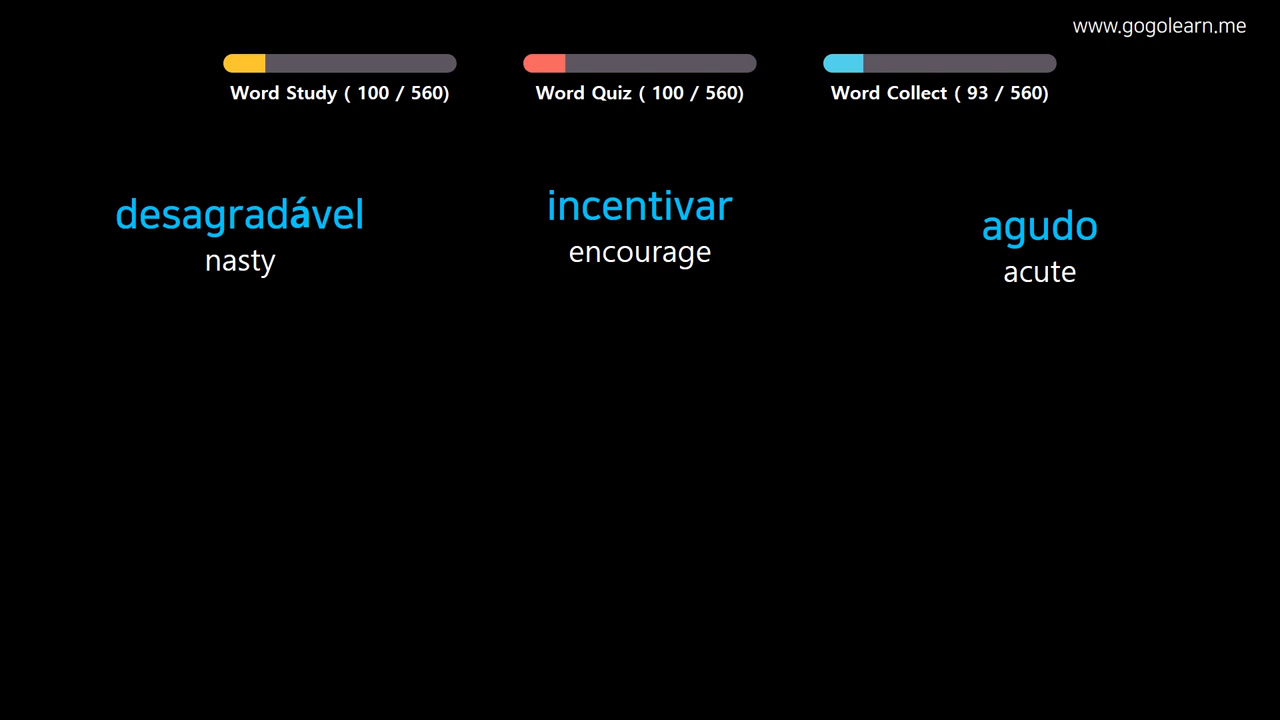 www.gogolearn.me
Word Study ( 100 / 560)
Word Quiz ( 100 / 560)
Word Collect ( 93 / 560)
desagradável
nasty
incentivar
encourage
agudo
acute